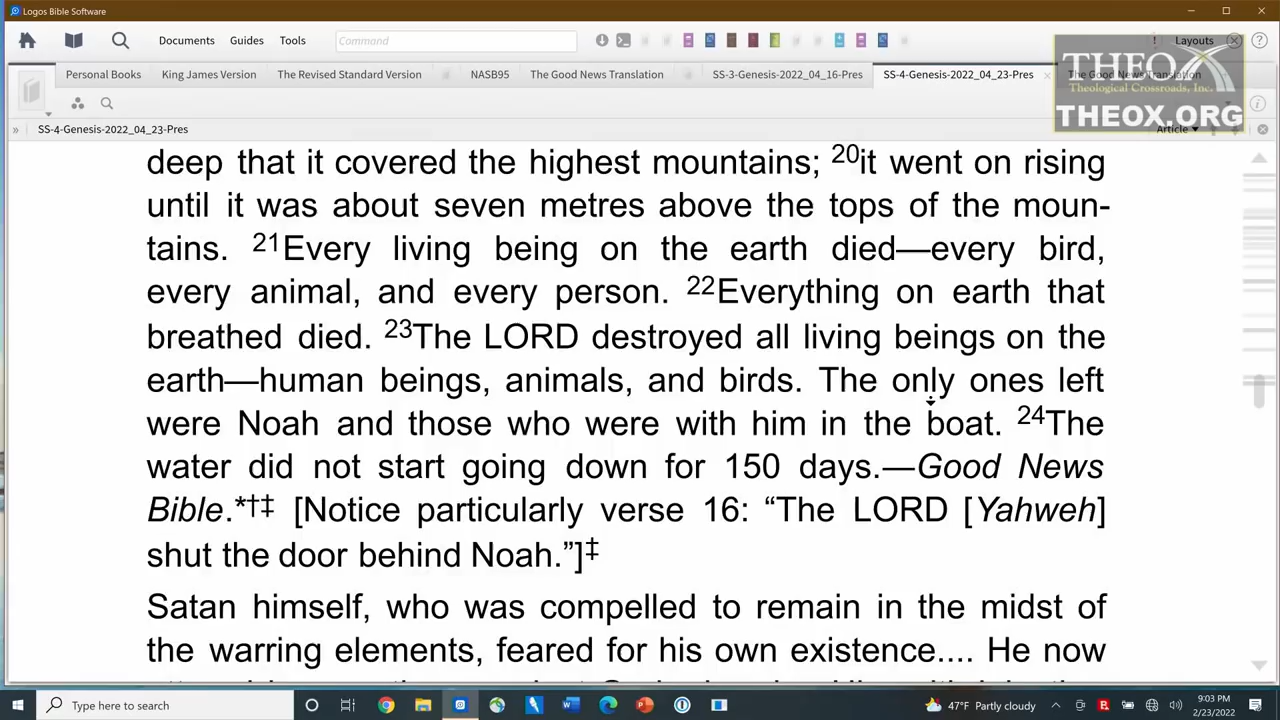 Logos Bible Software
Documents Guides Tools Command Layouts
Personal Books King James Version The Revised Standard Version NASB95 The Good News Translation SS-3-Genesis-2022_04_16-Pres SS-4-Genesis-2022_04_23-Pres The Good News Translation
THEOX
Theological Crossroads, Inc.
THEOX.ORG
» SS-4-Genesis-2022_04_23-Pres Article
deep that it covered the highest mountains; 20it went on rising
until it was about seven metres above the tops of the moun-
tains. 21Every living being on the earth died—every bird,
every animal, and every person. 22Everything on earth that
breathed died. 23The LORD destroyed all living beings on the
earth—human beings, animals, and birds. The only ones left
were Noah and those who were with him in the boat. 24The
water did not start going down for 150 days.—Good News
Bible.*†‡ [Notice particularly verse 16: “The LORD [Yahweh]
shut the door behind Noah.”]‡
Satan himself, who was compelled to remain in the midst of
the warring elements, feared for his own existence.... He now
Type here to search
47°F Partly cloudy
9:03 PM
2/23/2022